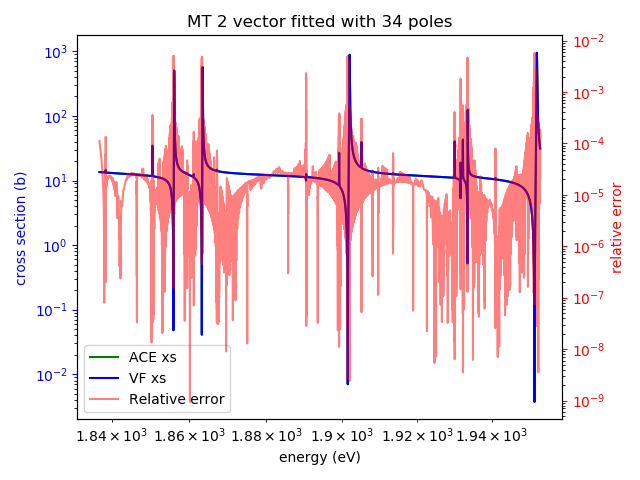 MT 2 vector fitted with 34 poles
10³
10²
10¹
10⁰
10⁻¹
10⁻²
cross section (b)
10⁻²
10⁻³
10⁻⁴
10⁻⁵
10⁻⁶
10⁻⁷
10⁻⁸
10⁻⁹
relative error
ACE xs
VF xs
Relative error
1.84 × 10³ 1.86 × 10³ 1.88 × 10³ 1.9 × 10³ 1.92 × 10³ 1.94 × 10³
energy (eV)